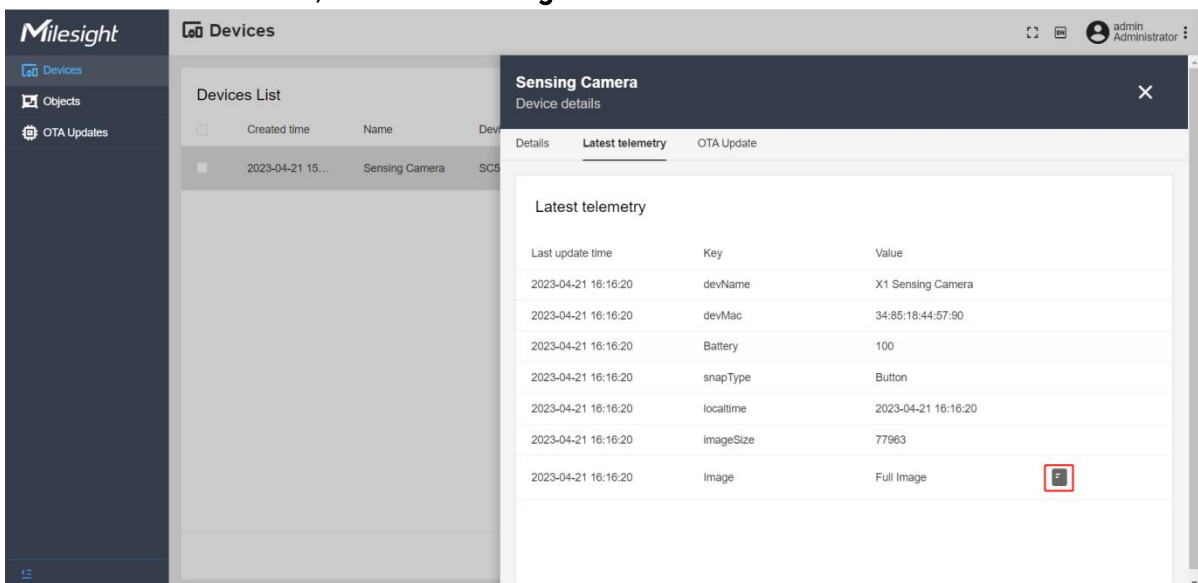 Milesight
Devices
EN
admin
Administrator
Devices
Objects
OTA Updates
Devices List
Created time Name Devi
2023-04-21 15... Sensing Camera SC5
Sensing Camera
Device details
Details Latest telemetry OTA Update
Latest telemetry
Last update time Key Value
2023-04-21 16:16:20 devName X1 Sensing Camera
2023-04-21 16:16:20 devMac 34:85:18:44:57:90
2023-04-21 16:16:20 Battery 100
2023-04-21 16:16:20 snapType Button
2023-04-21 16:16:20 localtime 2023-04-21 16:16:20
2023-04-21 16:16:20 imageSize 77963
2023-04-21 16:16:20 Image Full Image